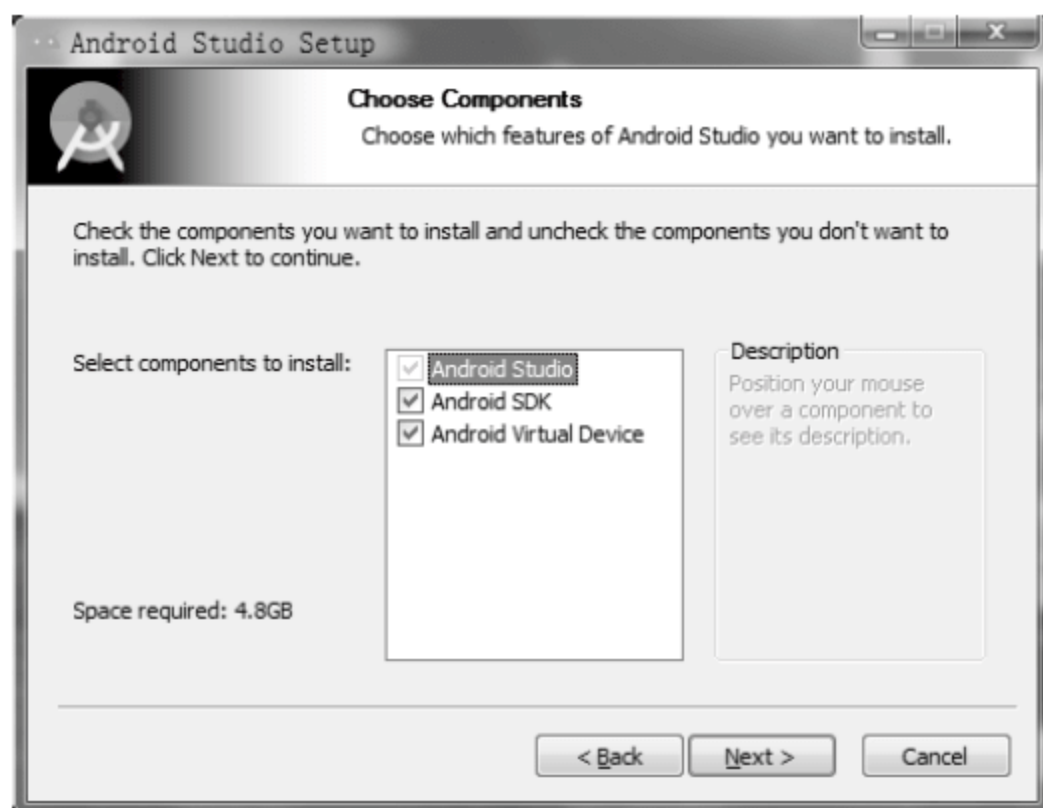 Android Studio Setup
Choose Components
Choose which features of Android Studio you want to install.
Check the components you want to install and uncheck the components you don't want to
install. Click Next to continue.
Select components to install:
Android Studio
Android SDK
Android Virtual Device
Description
Position your mouse
over a component to
see its description.
Space required: 4.8GB
< Back
Next >
Cancel